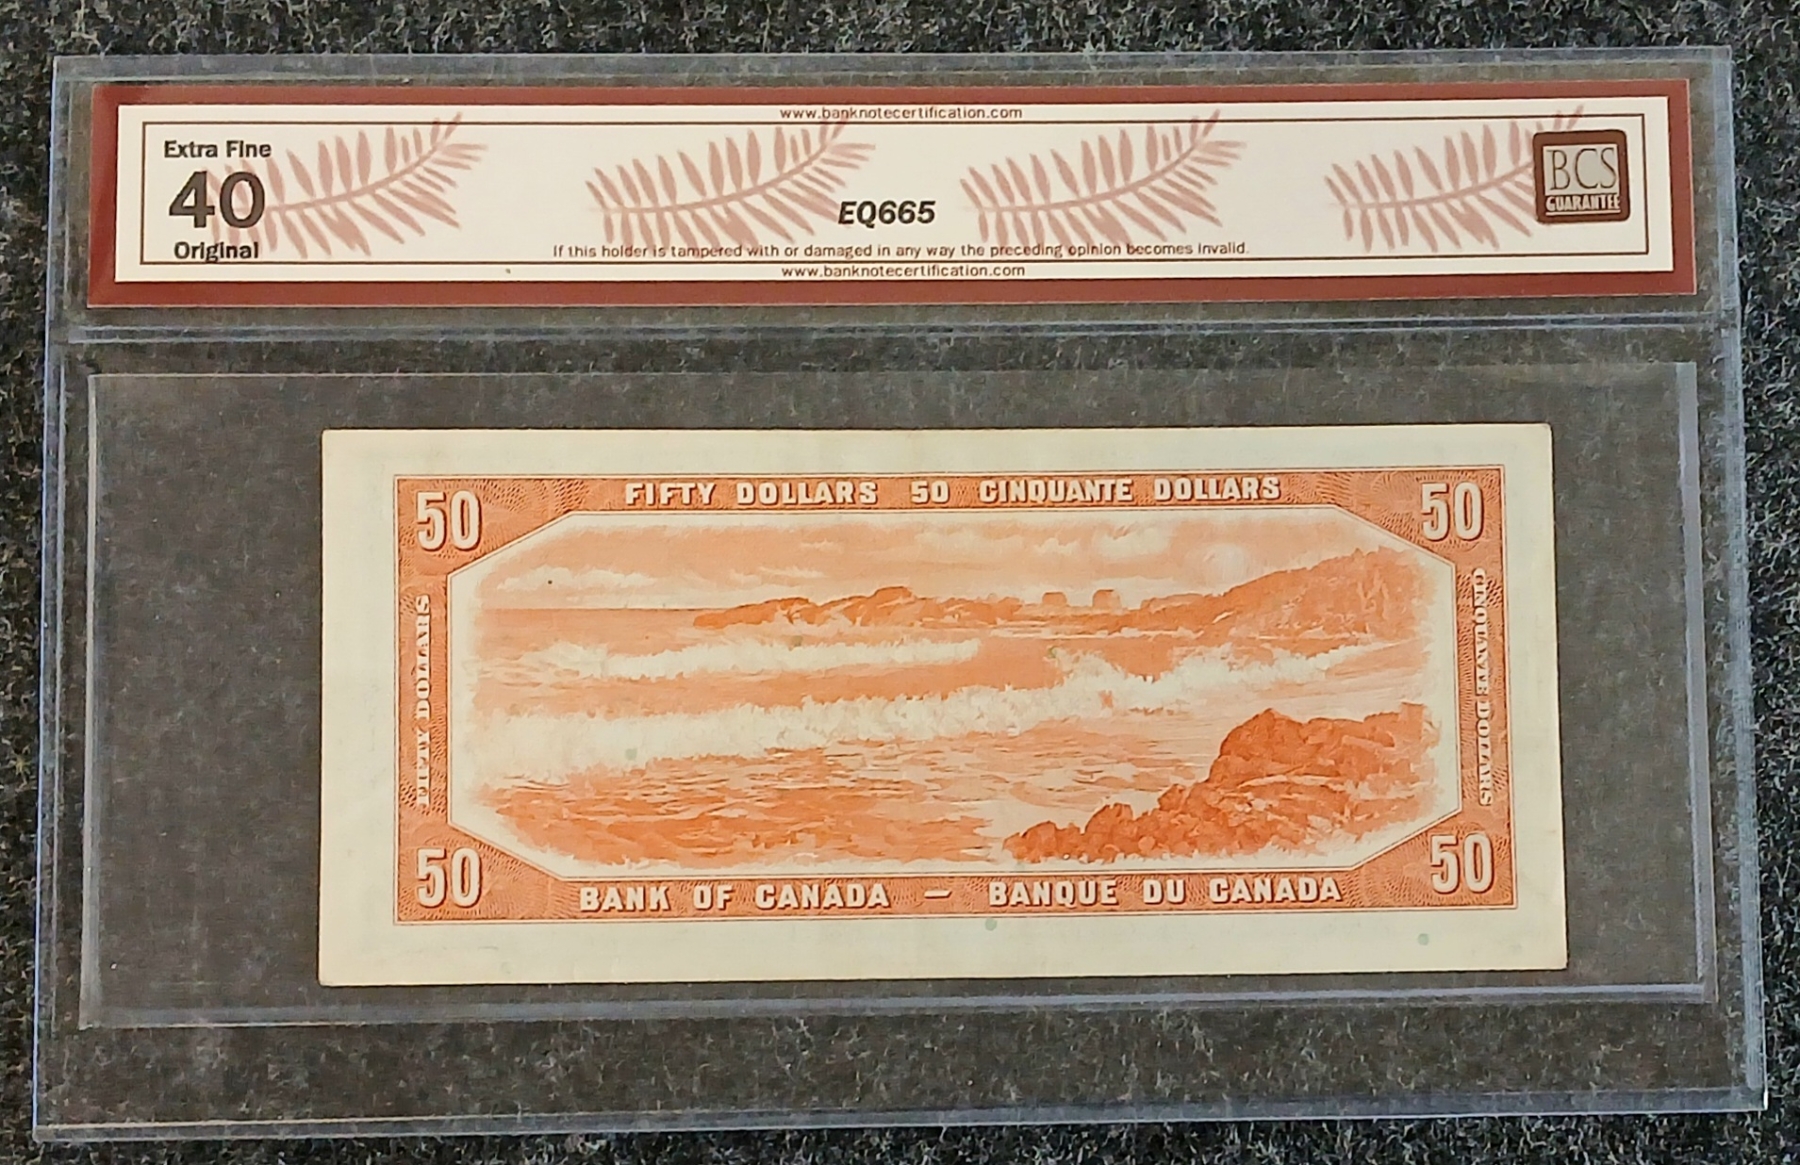 www.banknotecertification.com
Extra Fine
40
Original
EQ665
BCS
GUARANTEE
If this holder is tampered with or damaged in any way the preceding opinion becomes invalid.
www.banknotecertification.com
50 FIFTY DOLLARS 50 CINQUANTE DOLLARS 50
FIFTY DOLLARS
CINQUANTE DOLLARS
50 BANK OF CANADA — BANQUE DU CANADA 50